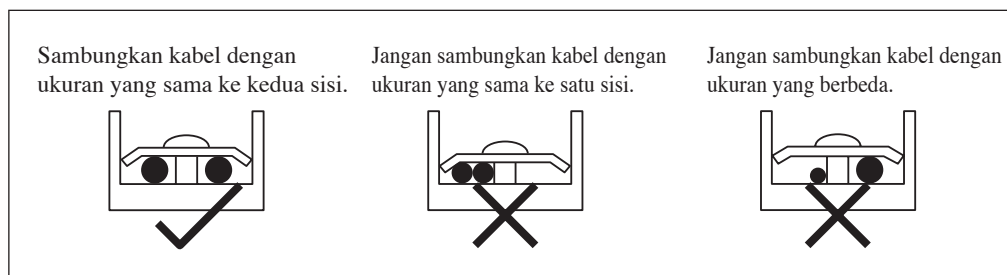 Sambungkan kabel dengan
ukuran yang sama ke kedua sisi.
Jangan sambungkan kabel dengan
ukuran yang sama ke satu sisi.
Jangan sambungkan kabel dengan
ukuran yang berbeda.